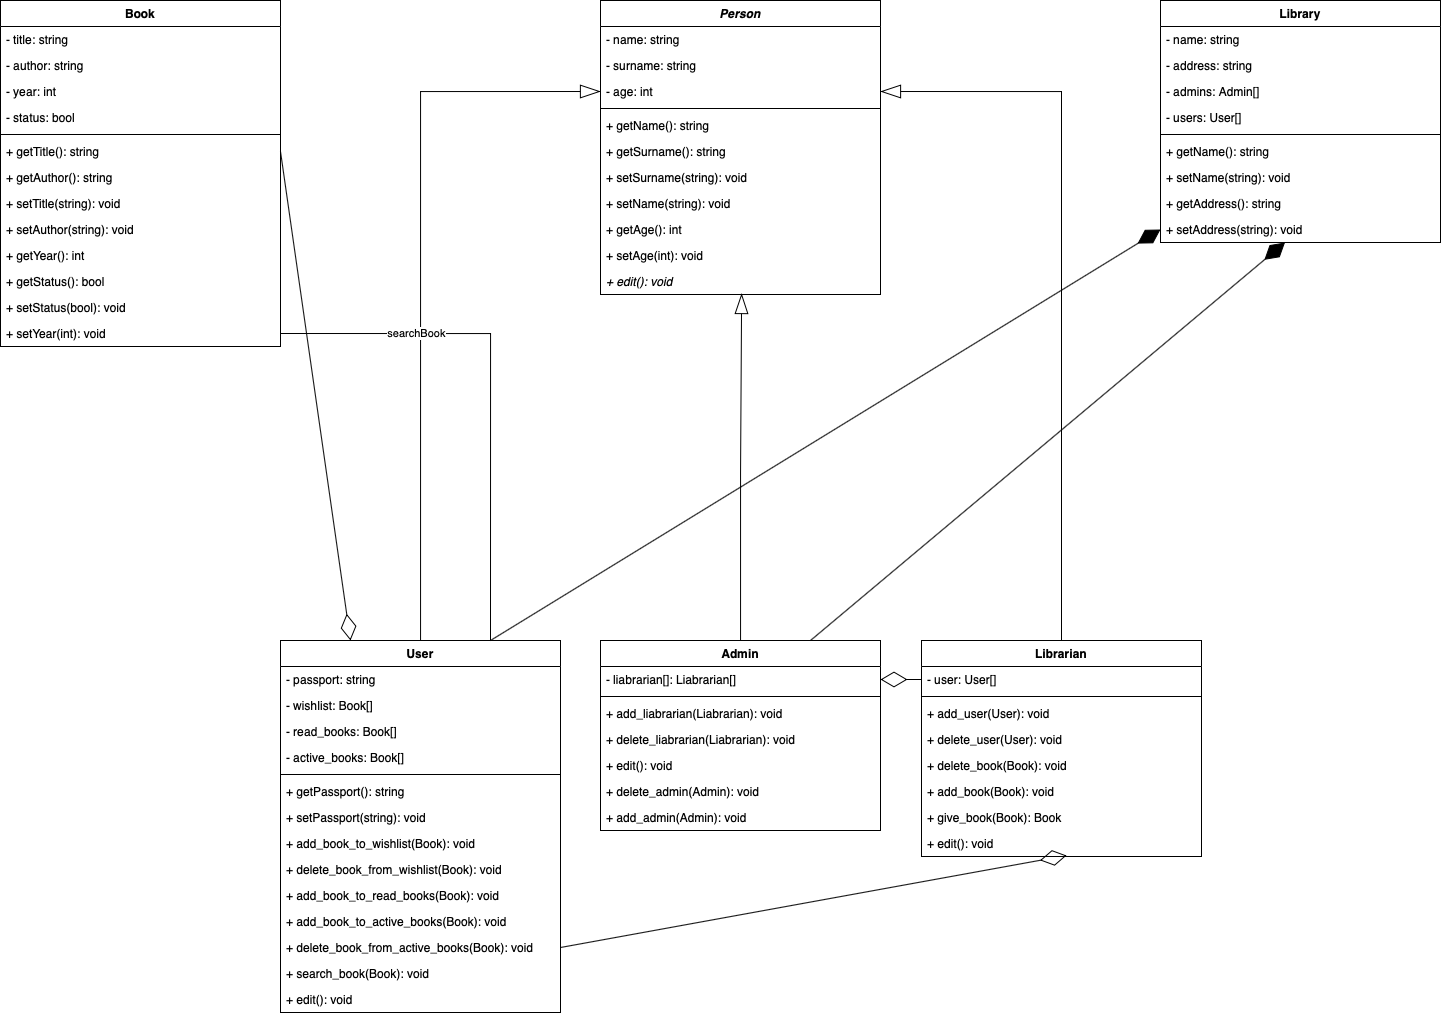 Book
- title: string
- author: string
- year: int
- status: bool
+ getTitle(): string
+ getAuthor(): string
+ setTitle(string): void
+ setAuthor(string): void
+ getYear(): int
+ getStatus(): bool
+ setStatus(bool): void
+ setYear(int): void
Person
- name: string
- surname: string
- age: int
+ getName(): string
+ getSurname(): string
+ setSurname(string): void
+ setName(string): void
+ getAge(): int
+ setAge(int): void
+ edit(): void
Library
- name: string
- address: string
- admins: Admin[]
- users: User[]
+ getName(): string
+ setName(string): void
+ getAddress(): string
+ setAddress(string): void
searchBook
User
- passport: string
- wishlist: Book[]
- read_books: Book[]
- active_books: Book[]
+ getPassport(): string
+ setPassport(string): void
+ add_book_to_wishlist(Book): void
+ delete_book_from_wishlist(Book): void
+ add_book_to_read_books(Book): void
+ add_book_to_active_books(Book): void
+ delete_book_from_active_books(Book): void
+ search_book(Book): void
+ edit(): void
Admin
- liabrarian[]: Liabrarian[]
+ add_liabrarian(Liabrarian): void
+ delete_liabrarian(Liabrarian): void
+ edit(): void
+ delete_admin(Admin): void
+ add_admin(Admin): void
Librarian
- user: User[]
+ add_user(User): void
+ delete_user(User): void
+ delete_book(Book): void
+ add_book(Book): void
+ give_book(Book): Book
+ edit(): void